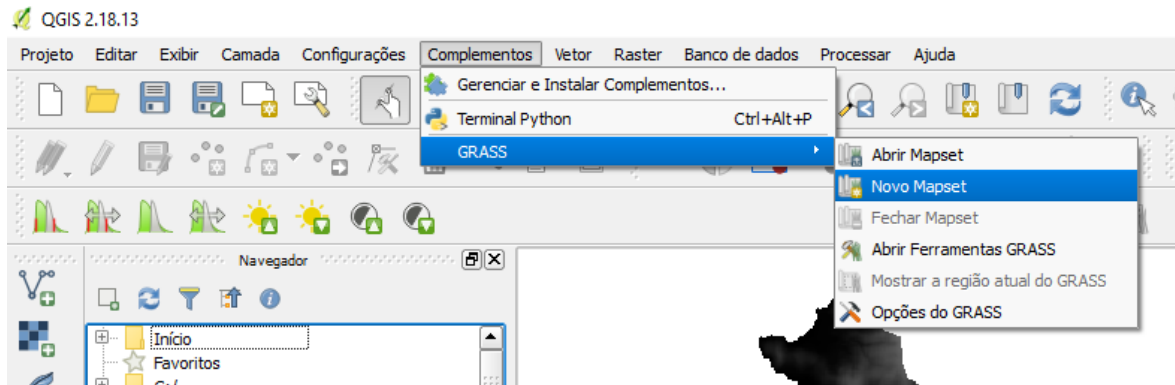 QGIS 2.18.13
Projeto Editar Exibir Camada Configurações Complementos Vetor Raster Banco de dados Processar Ajuda
Gerenciar e Instalar Complementos...
Terminal Python Ctrl+Alt+P
GRASS
Abrir Mapset
Novo Mapset
Fechar Mapset
Abrir Ferramentas GRASS
Mostrar a região atual do GRASS
Opções do GRASS
Navegador
Início
Favoritos